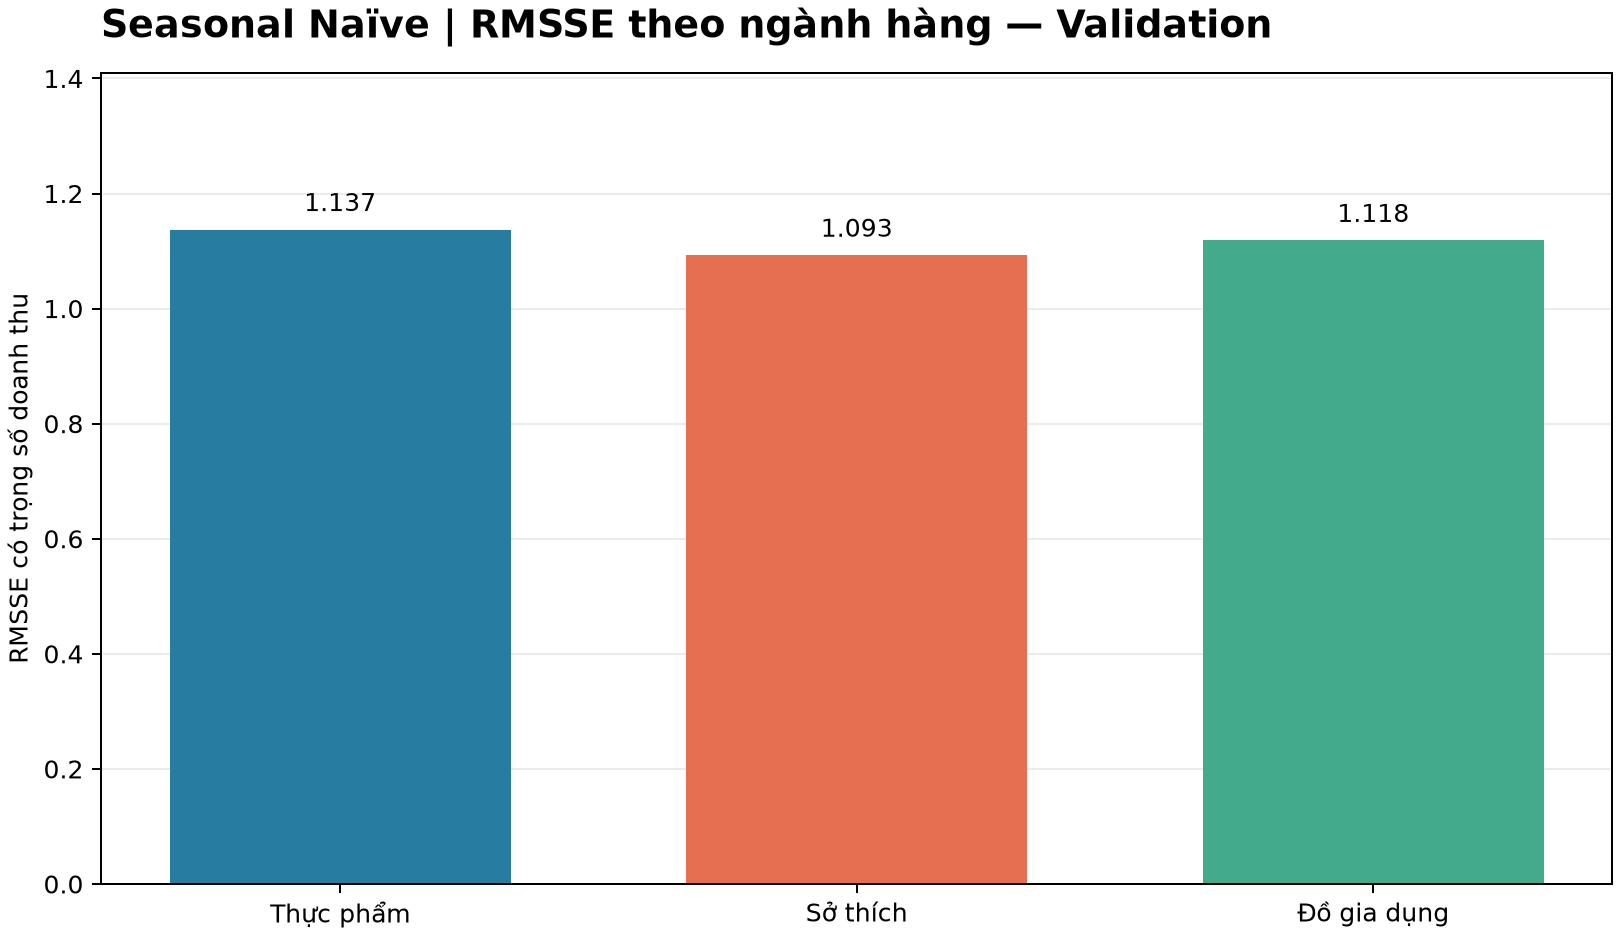 Seasonal Naïve | RMSSE theo ngành hàng — Validation
RMSSE có trọng số doanh thu
1.4
1.2
1.0
0.8
0.6
0.4
0.2
0.0
1.137
1.093
1.118
Thực phẩm
Sở thích
Đồ gia dụng